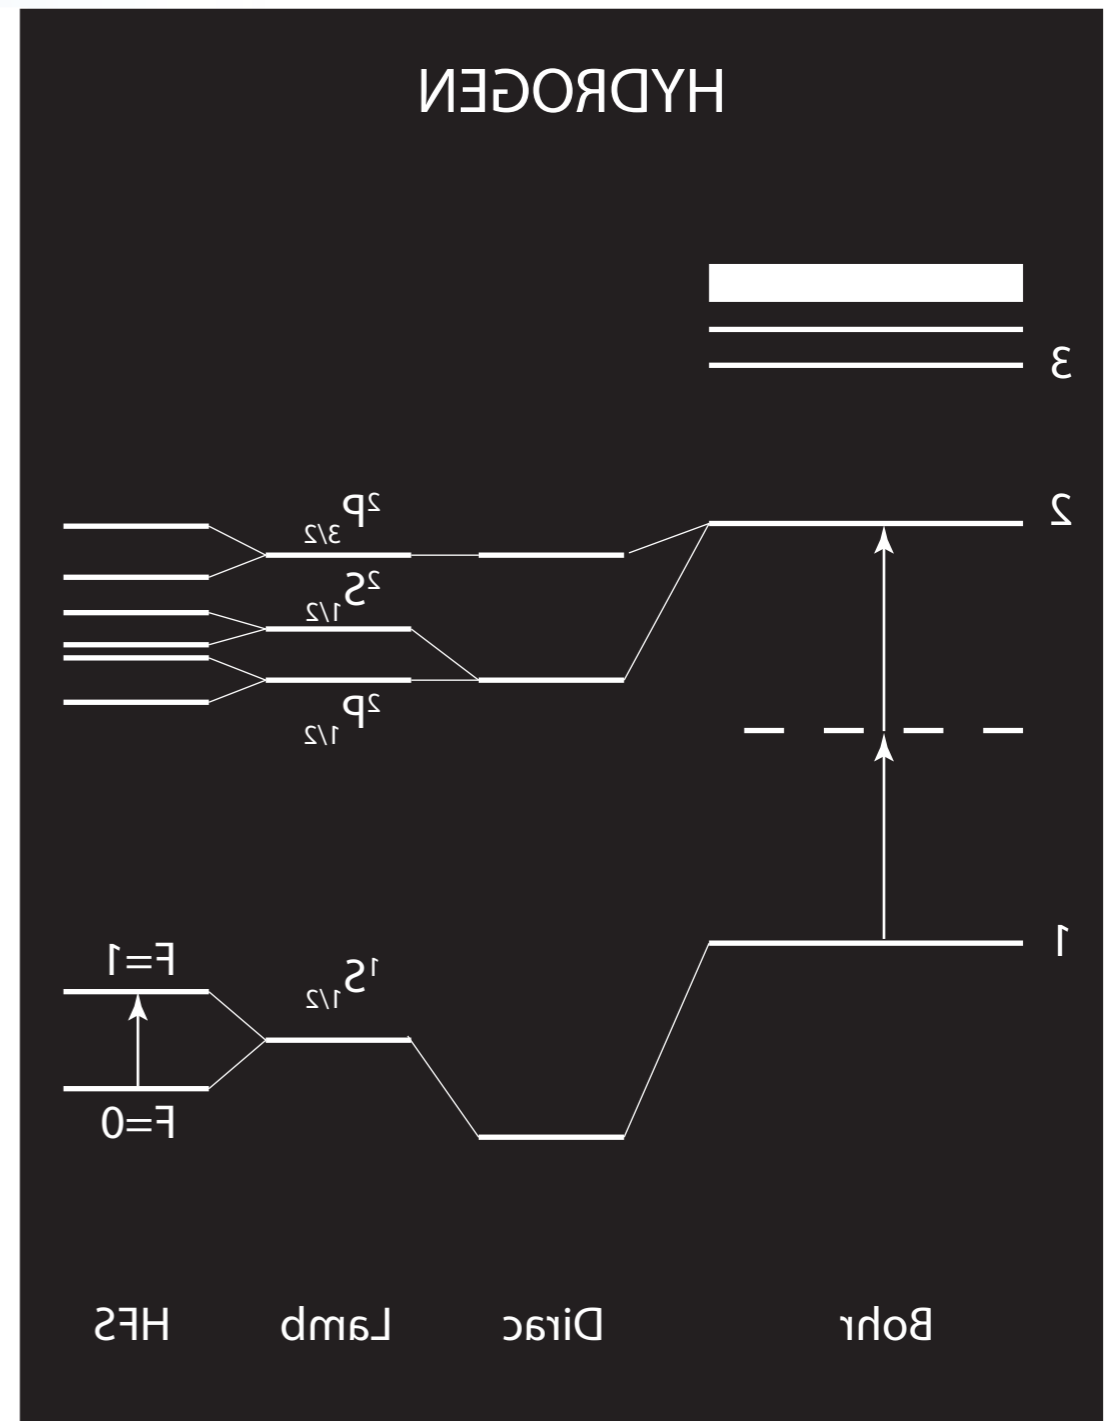 HYDROGEN
3
2
2P3/2
2S1/2
2P1/2
1
1S1/2
F=1
F=0
Bohr Dirac Lamb HFS